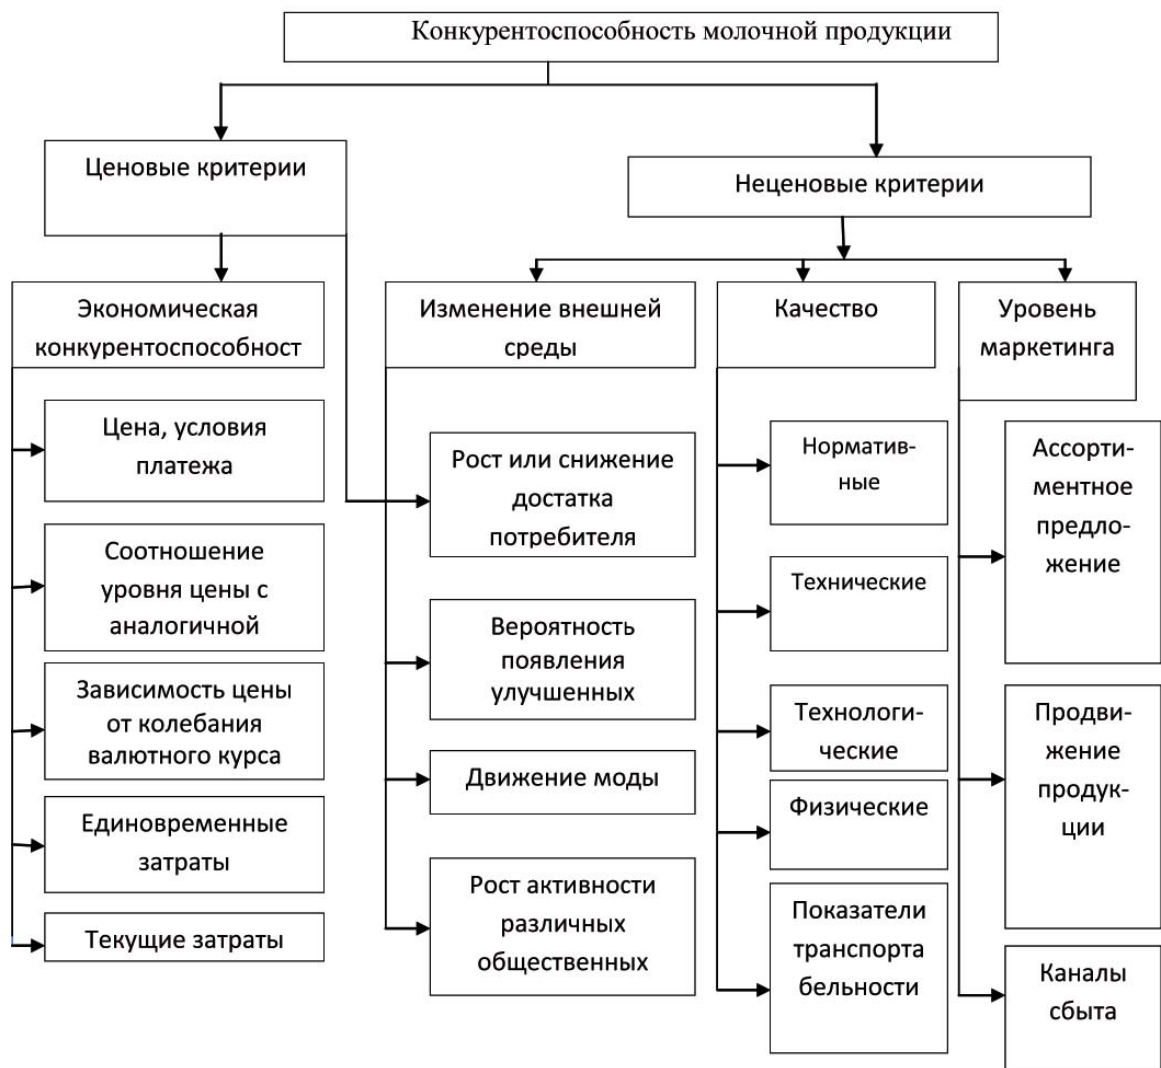 Конкурентоспособность молочной продукции
Ценовые критерии
Неценовые критерии
Экономическая
конкурентоспособност
Цена, условия
платежа
Соотношение
уровня цены с
аналогичной
Зависимость цены
от колебания
валютного курса
Единовременные
затраты
Текущие затраты
Изменение внешней
среды
Рост или снижение
достатка
потребителя
Вероятность
появления
улучшенных
Движение моды
Рост активности
различных
общественных
Качество
Норматив-
ные
Технические
Технологи-
ческие
Физические
Показатели
транспорта
бельности
Уровень
маркетинга
Ассорти-
ментное
предло-
жение
Продви-
жение
продук-
ции
Каналы
сбыта